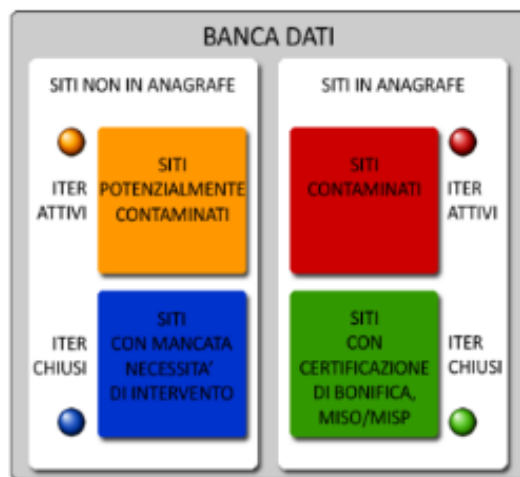 BANCA DATI
SITI NON IN ANAGRAFE
SITI POTENZIALMENTE CONTAMINATI
ITER ATTIVI
SITI CON MANCATA NECESSITA' DI INTERVENTO
ITER CHIUSI
SITI IN ANAGRAFE
SITI CONTAMINATI
ITER ATTIVI
SITI CON CERTIFICAZIONE DI BONIFICA, MISO/MISP
ITER CHIUSI